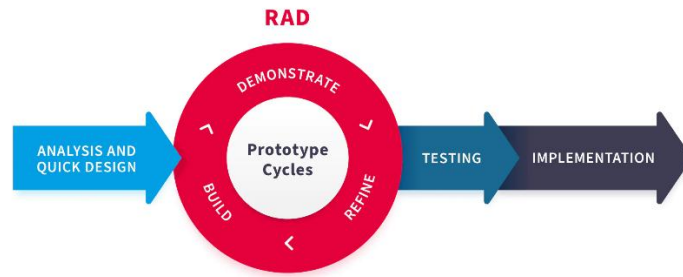 RAD
ANALYSIS AND
QUICK DESIGN
DEMONSTRATE
Prototype
Cycles
BUILD
REFINE
TESTING
IMPLEMENTATION